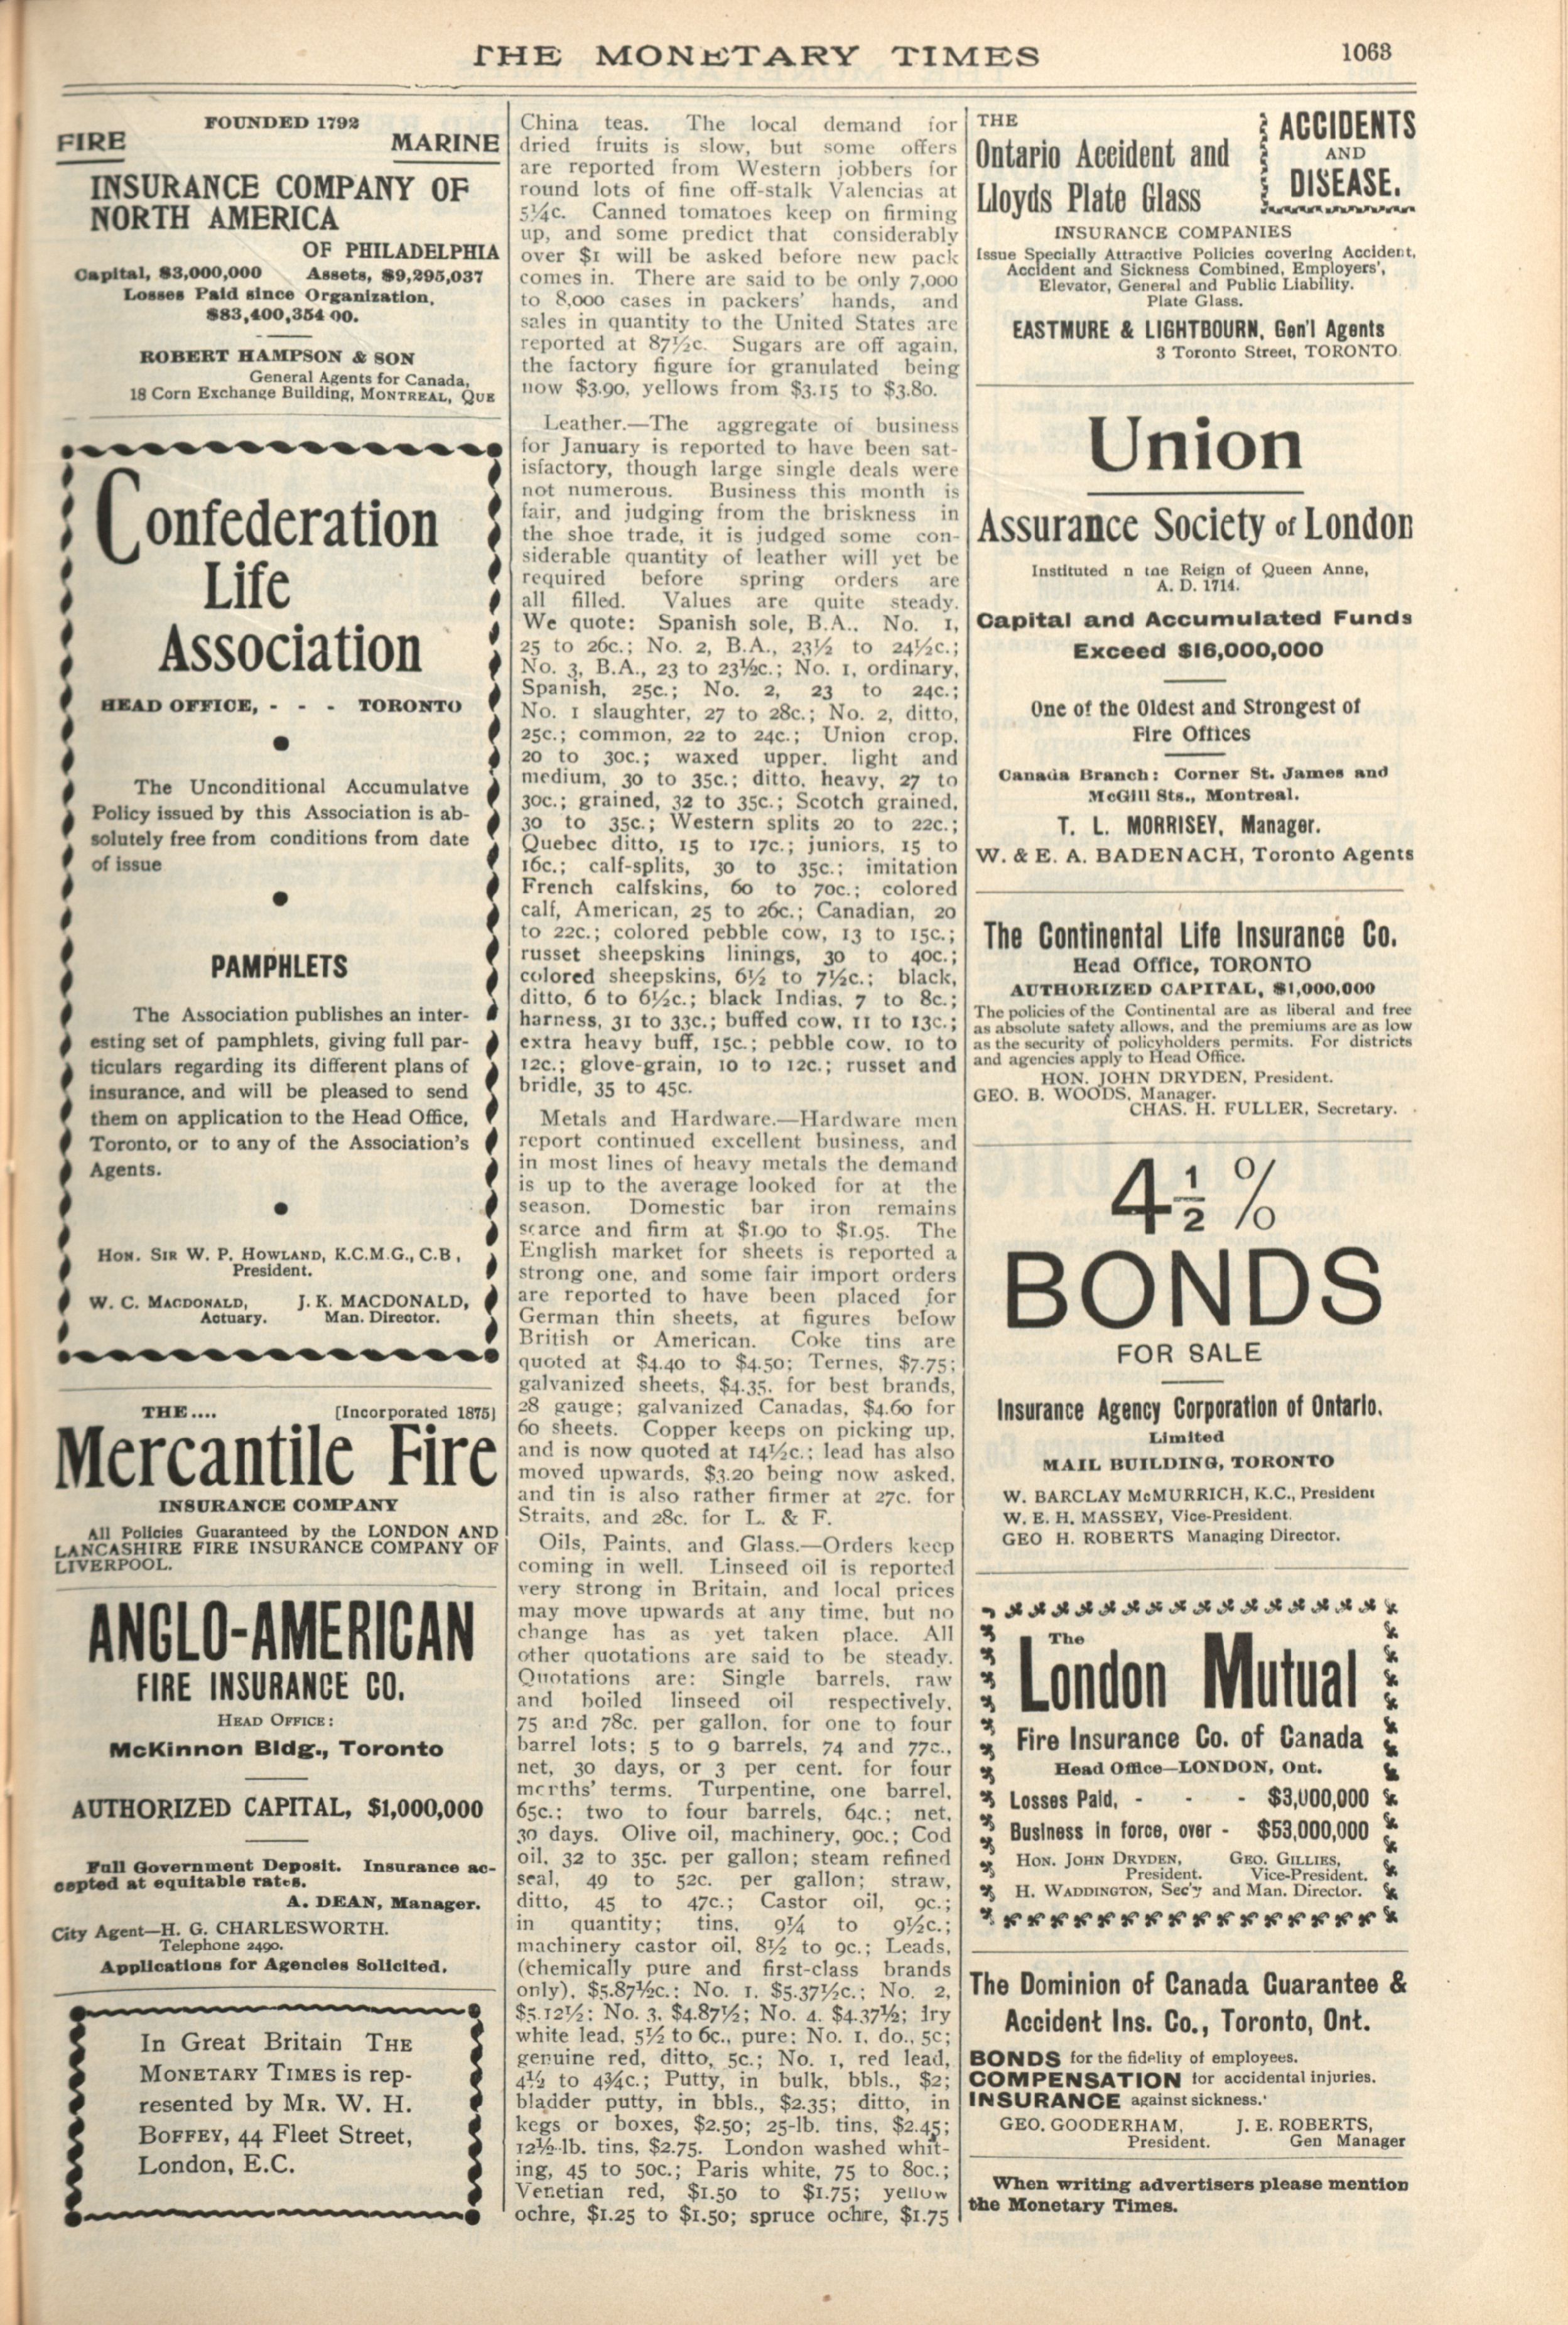 THE MONETARY TIMES
1063
FOUNDED 1792
FIRE MARINE
INSURANCE COMPANY OF
NORTH AMERICA
OF PHILADELPHIA
Capital, $3,000,000 Assets, $9,295,037
Losses Paid since Organization,
$83,400,354 00.
ROBERT HAMPSON & SON
General Agents for Canada,
18 Corn Exchange Building, MONTREAL, QUE
Confederation
Life
Association
HEAD OFFICE, - - - TORONTO
The Unconditional Accumulatve
Policy issued by this Association is ab-
solutely free from conditions from date
of issue
PAMPHLETS
The Association publishes an inter-
esting set of pamphlets, giving full par-
ticulars regarding its different plans of
insurance, and will be pleased to send
them on application to the Head Office,
Toronto, or to any of the Association's
Agents.
HON. SIR W. P. HOWLAND, K.C.M.G., C.B,
President.
W. C. MACDONALD, J. K. MACDONALD,
Actuary. Man. Director.
THE.... [Incorporated 1875]
Mercantile Fire
INSURANCE COMPANY
All Policies Guaranteed by the LONDON AND
LANCASHIRE FIRE INSURANCE COMPANY OF
LIVERPOOL.
ANGLO-AMERICAN
FIRE INSURANCE CO.
HEAD OFFICE:
McKinnon Bldg., Toronto
AUTHORIZED CAPITAL, $1,000,000
Full Government Deposit. Insurance ac-
cepted at equitable rates.
A. DEAN, Manager.
City Agent—H. G. CHARLESWORTH.
Telephone 2490.
Applications for Agencies Solicited.
In Great Britain THE
MONETARY TIMES is rep-
resented by MR. W. H.
BOFFEY, 44 Fleet Street,
London, E.C.
China teas. The local demand for
dried fruits is slow, but some offers
are reported from Western jobbers for
round lots of fine off-stalk Valencias at
5¼c. Canned tomatoes keep on firming
up, and some predict that considerably
over $1 will be asked before new pack
comes in. There are said to be only 7,000
to 8,000 cases in packers' hands, and
sales in quantity to the United States are
reported at 87½c. Sugars are off again,
the factory figure for granulated being
now $3.90, yellows from $3.15 to $3.80.
Leather.—The aggregate of business
for January is reported to have been sat-
isfactory, though large single deals were
not numerous. Business this month is
fair, and judging from the briskness in
the shoe trade, it is judged some con-
siderable quantity of leather will yet be
required before spring orders are
all filled. Values are quite steady.
We quote: Spanish sole, B.A., No. 1,
25 to 26c.; No. 2, B.A., 23½ to 24½c.;
No. 3, B.A., 23 to 23½c.; No. 1, ordinary,
Spanish, 25c.; No. 2, 23 to 24c.;
No. 1 slaughter, 27 to 28c.; No. 2, ditto,
25c.; common, 22 to 24c.; Union crop,
20 to 30c.; waxed upper, light and
medium, 30 to 35c.; ditto, heavy, 27 to
30c.; grained, 32 to 35c.; Scotch grained,
30 to 35c.; Western splits 20 to 22c.;
Quebec ditto, 15 to 17c.; juniors, 15 to
16c.; calf-splits, 30 to 35c.; imitation
French calfskins, 60 to 70c.; colored
calf, American, 25 to 26c.; Canadian, 20
to 22c.; colored pebble cow, 13 to 15c.;
russet sheepskins linings, 30 to 40c.;
colored sheepskins, 6½ to 7½c.; black,
ditto, 6 to 6½c.; black Indias, 7 to 8c.;
harness, 31 to 33c.; buffed cow, 11 to 13c.;
extra heavy buff, 15c.; pebble cow, 10 to
12c.; glove-grain, 10 to 12c.; russet and
bridle, 35 to 45c.
Metals and Hardware.—Hardware men
report continued excellent business, and
in most lines of heavy metals the demand
is up to the average looked for at the
season. Domestic bar iron remains
scarce and firm at $1.90 to $1.95. The
English market for sheets is reported a
strong one, and some fair import orders
are reported to have been placed for
German thin sheets, at figures below
British or American. Coke tins are
quoted at $4.40 to $4.50; Ternes, $7.75;
galvanized sheets, $4.35, for best brands,
28 gauge; galvanized Canadas, $4.60 for
60 sheets. Copper keeps on picking up,
and is now quoted at 14½c.; lead has also
moved upwards, $3.20 being now asked,
and tin is also rather firmer at 27c. for
Straits, and 28c. for L. & F.
Oils, Paints, and Glass.—Orders keep
coming in well. Linseed oil is reported
very strong in Britain, and local prices
may move upwards at any time, but no
change has as yet taken place. All
other quotations are said to be steady.
Quotations are: Single barrels, raw
and boiled linseed oil respectively,
75 and 78c. per gallon, for one to four
barrel lots; 5 to 9 barrels, 74 and 77c.,
net, 30 days, or 3 per cent. for four
months' terms. Turpentine, one barrel,
65c.; two to four barrels, 64c.; net,
30 days. Olive oil, machinery, 90c.; Cod
oil, 32 to 35c. per gallon; steam refined
seal, 49 to 52c. per gallon; straw,
ditto, 45 to 47c.; Castor oil, 9c.;
in quantity; tins, 9¼ to 9½c.;
machinery castor oil, 8½ to 9c.; Leads,
(chemically pure and first-class brands
only), $5.87½c.; No. 1, $5.37½c.; No. 2,
$5.12½; No. 3, $4.87½; No. 4, $4.37½; dry
white lead, 5½ to 6c., pure; No. 1, do., 5c;
genuine red, ditto, 5c.; No. 1, red lead,
4½ to 4¾c.; Putty, in bulk, bbls., $2;
bladder putty, in bbls., $2.35; ditto, in
kegs or boxes, $2.50; 25-lb. tins, $2.45;
12½-lb. tins, $2.75. London washed whit-
ing, 45 to 50c.; Paris white, 75 to 80c.;
Venetian red, $1.50 to $1.75; yellow
ochre, $1.25 to $1.50; spruce ochre, $1.75
THE
Ontario Accident and
Lloyds Plate Glass
ACCIDENTS
AND
DISEASE.
INSURANCE COMPANIES
Issue Specially Attractive Policies covering Accident,
Accident and Sickness Combined, Employers',
Elevator, General and Public Liability.
Plate Glass.
EASTMURE & LIGHTBOURN, Gen'l Agents
3 Toronto Street, TORONTO
Union
Assurance Society of London
Instituted n the Reign of Queen Anne,
A. D. 1714.
Capital and Accumulated Funds
Exceed $16,000,000
One of the Oldest and Strongest of
Fire Offices
Canada Branch: Corner St. James and
McGill Sts., Montreal.
T. L. MORRISEY, Manager.
W. & E. A. BADENACH, Toronto Agents
The Continental Life Insurance Co.
Head Office, TORONTO
AUTHORIZED CAPITAL, $1,000,000
The policies of the Continental are as liberal and free
as absolute safety allows, and the premiums are as low
as the security of policyholders permits. For districts
and agencies apply to Head Office.
HON. JOHN DRYDEN, President.
GEO. B. WOODS, Manager.
CHAS. H. FULLER, Secretary.
4½%
BONDS
FOR SALE
Insurance Agency Corporation of Ontario.
Limited
MAIL BUILDING, TORONTO
W. BARCLAY McMURRICH, K.C., President
W. E. H. MASSEY, Vice-President.
GEO H. ROBERTS Managing Director.
The
London Mutual
Fire Insurance Co. of Canada
Head Office—LONDON, Ont.
Losses Paid, - - - $3,000,000
Business in force, over - $53,000,000
HON. JOHN DRYDEN, GEO. GILLIES,
President. Vice-President.
H. WADDINGTON, Sec'y and Man. Director.
The Dominion of Canada Guarantee &
Accident Ins. Co., Toronto, Ont.
BONDS for the fidelity of employees.
COMPENSATION for accidental injuries.
INSURANCE against sickness.
GEO. GOODERHAM, J. E. ROBERTS,
President. Gen Manager
When writing advertisers please mention
the Monetary Times.